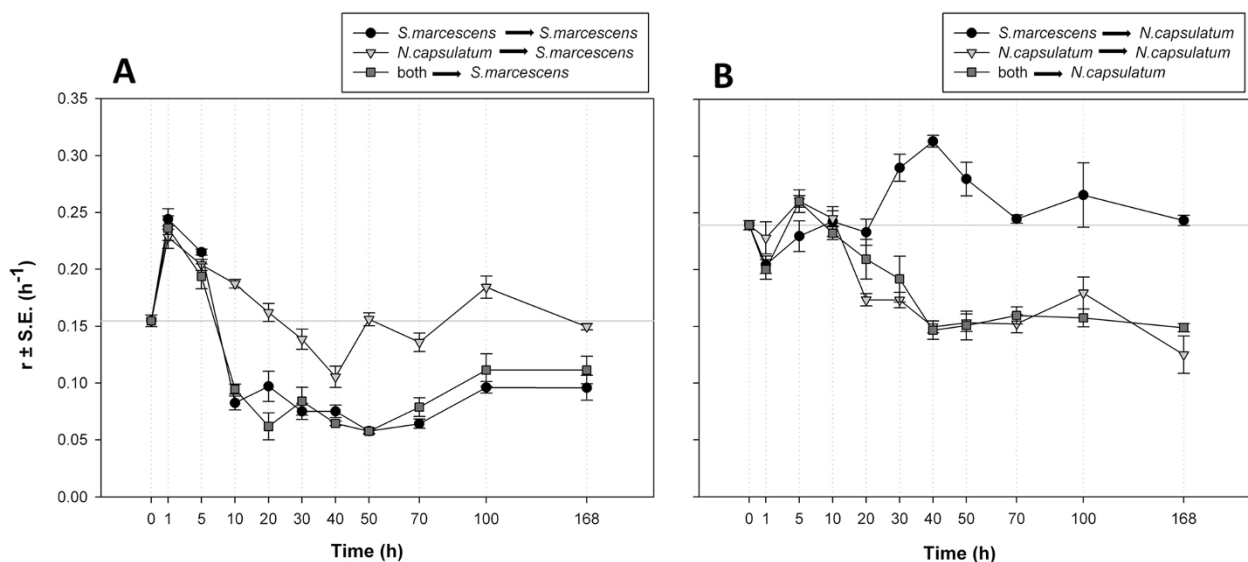 S.marcescens → S.marcescens
N.capsulatum → S.marcescens
both → S.marcescens
A
0.35
0.30
0.25
0.20
0.15
0.10
0.05
0.00
r ± S.E. (h⁻¹)
0 1 5 10 20 30 40 50 70 100 168
Time (h)
S.marcescens → N.capsulatum
N.capsulatum → N.capsulatum
both → N.capsulatum
B
0 1 5 10 20 30 40 50 70 100 168
Time (h)